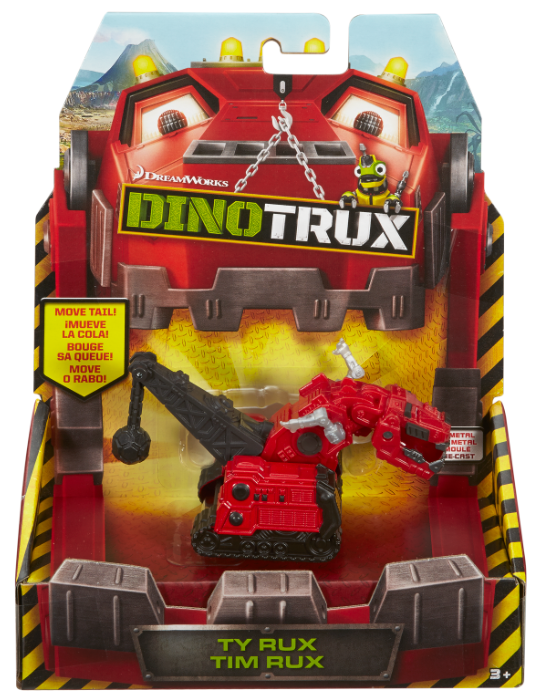 DREAMWORKS
DINOTRUX
MOVE TAIL!
¡MUEVE
LA COLA!
BOUGE
SA QUEUE!
MOVE
O RABO!
METAL
METAL
MOULÉ
E-CAST
TY RUX
TIM RUX
3+